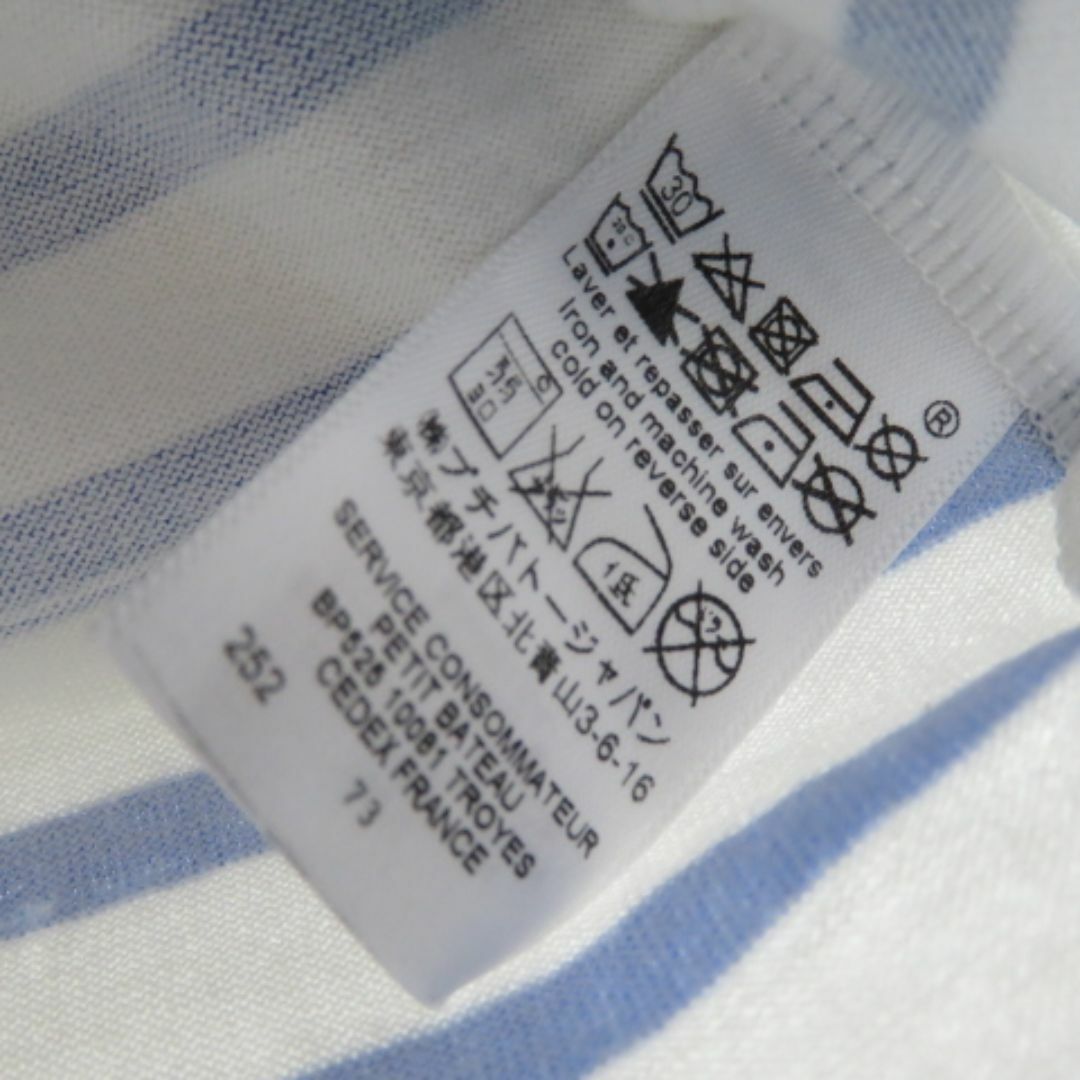 30
®
Laver et repasser sur envers
Iron and machine wash
cold on reverse side
ヨワ
㈱プチバトージャパン
東京都港区北青山3-6-16
SERVICE CONSOMMATEUR
PETIT BATEAU
BP525 10081 TROYES
CEDEX FRANCE
252
73